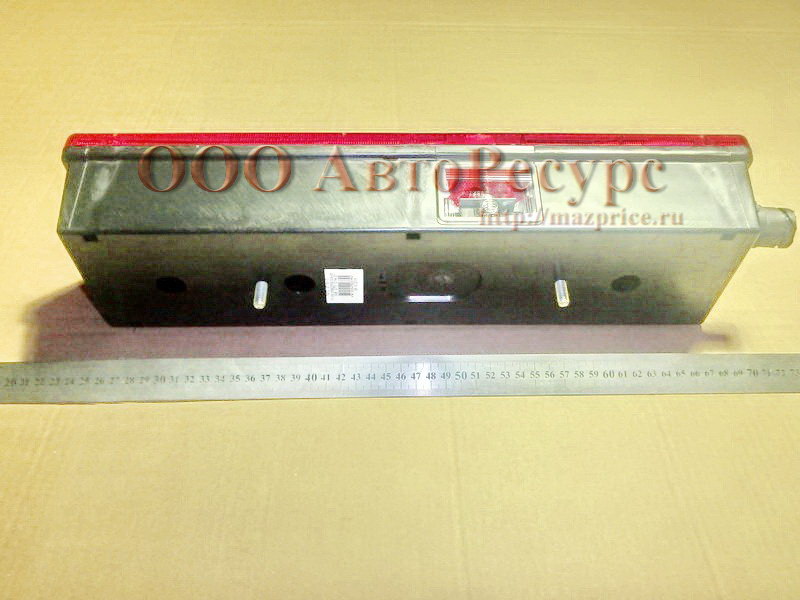 ООО АвтоРесурс
http://mazprice.ru
20 21 22 23 24 25 26 27 28 29 30 31 32 33 34 35 36 37 38 39 40 41 42 43 44 45 46 47 48 49 50 51 52 53 54 55 56 57 58 59 60 61 62 63 64 65 66 67 68 69 70 71 72 73